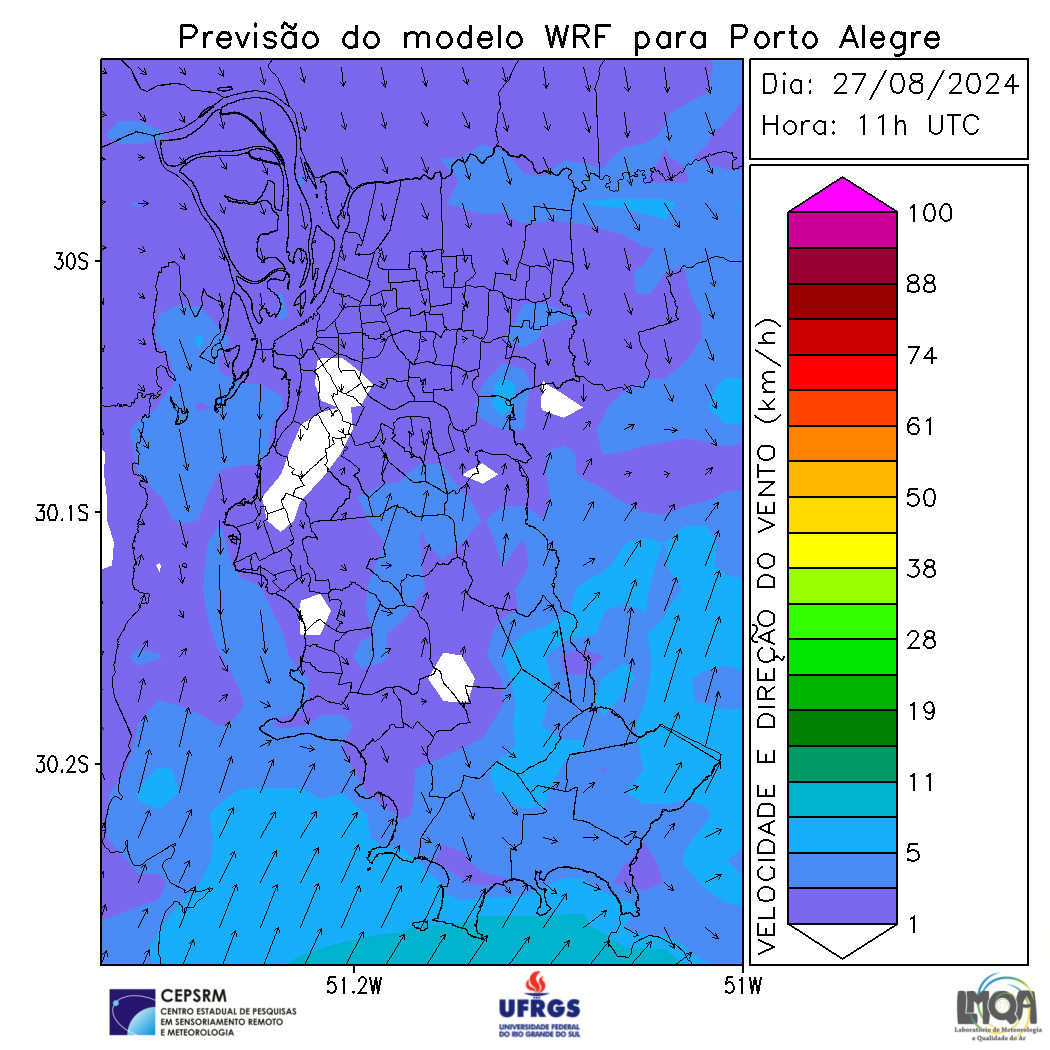 Previsão do modelo WRF para Porto Alegre
Dia: 27/08/2024
Hora: 11h UTC
30S
30.1S
30.2S
51.2W
51W
VELOCIDADE E DIREÇÃO DO VENTO (km/h)
100
88
74
61
50
38
28
19
11
5
1
CEPSRM
CENTRO ESTADUAL DE PESQUISAS
EM SENSORIAMENTO REMOTO
E METEOROLOGIA
UFRGS
UNIVERSIDADE FEDERAL
DO RIO GRANDE DO SUL
LMQA
Laboratório de Meteorologia
e Qualidade do Ar